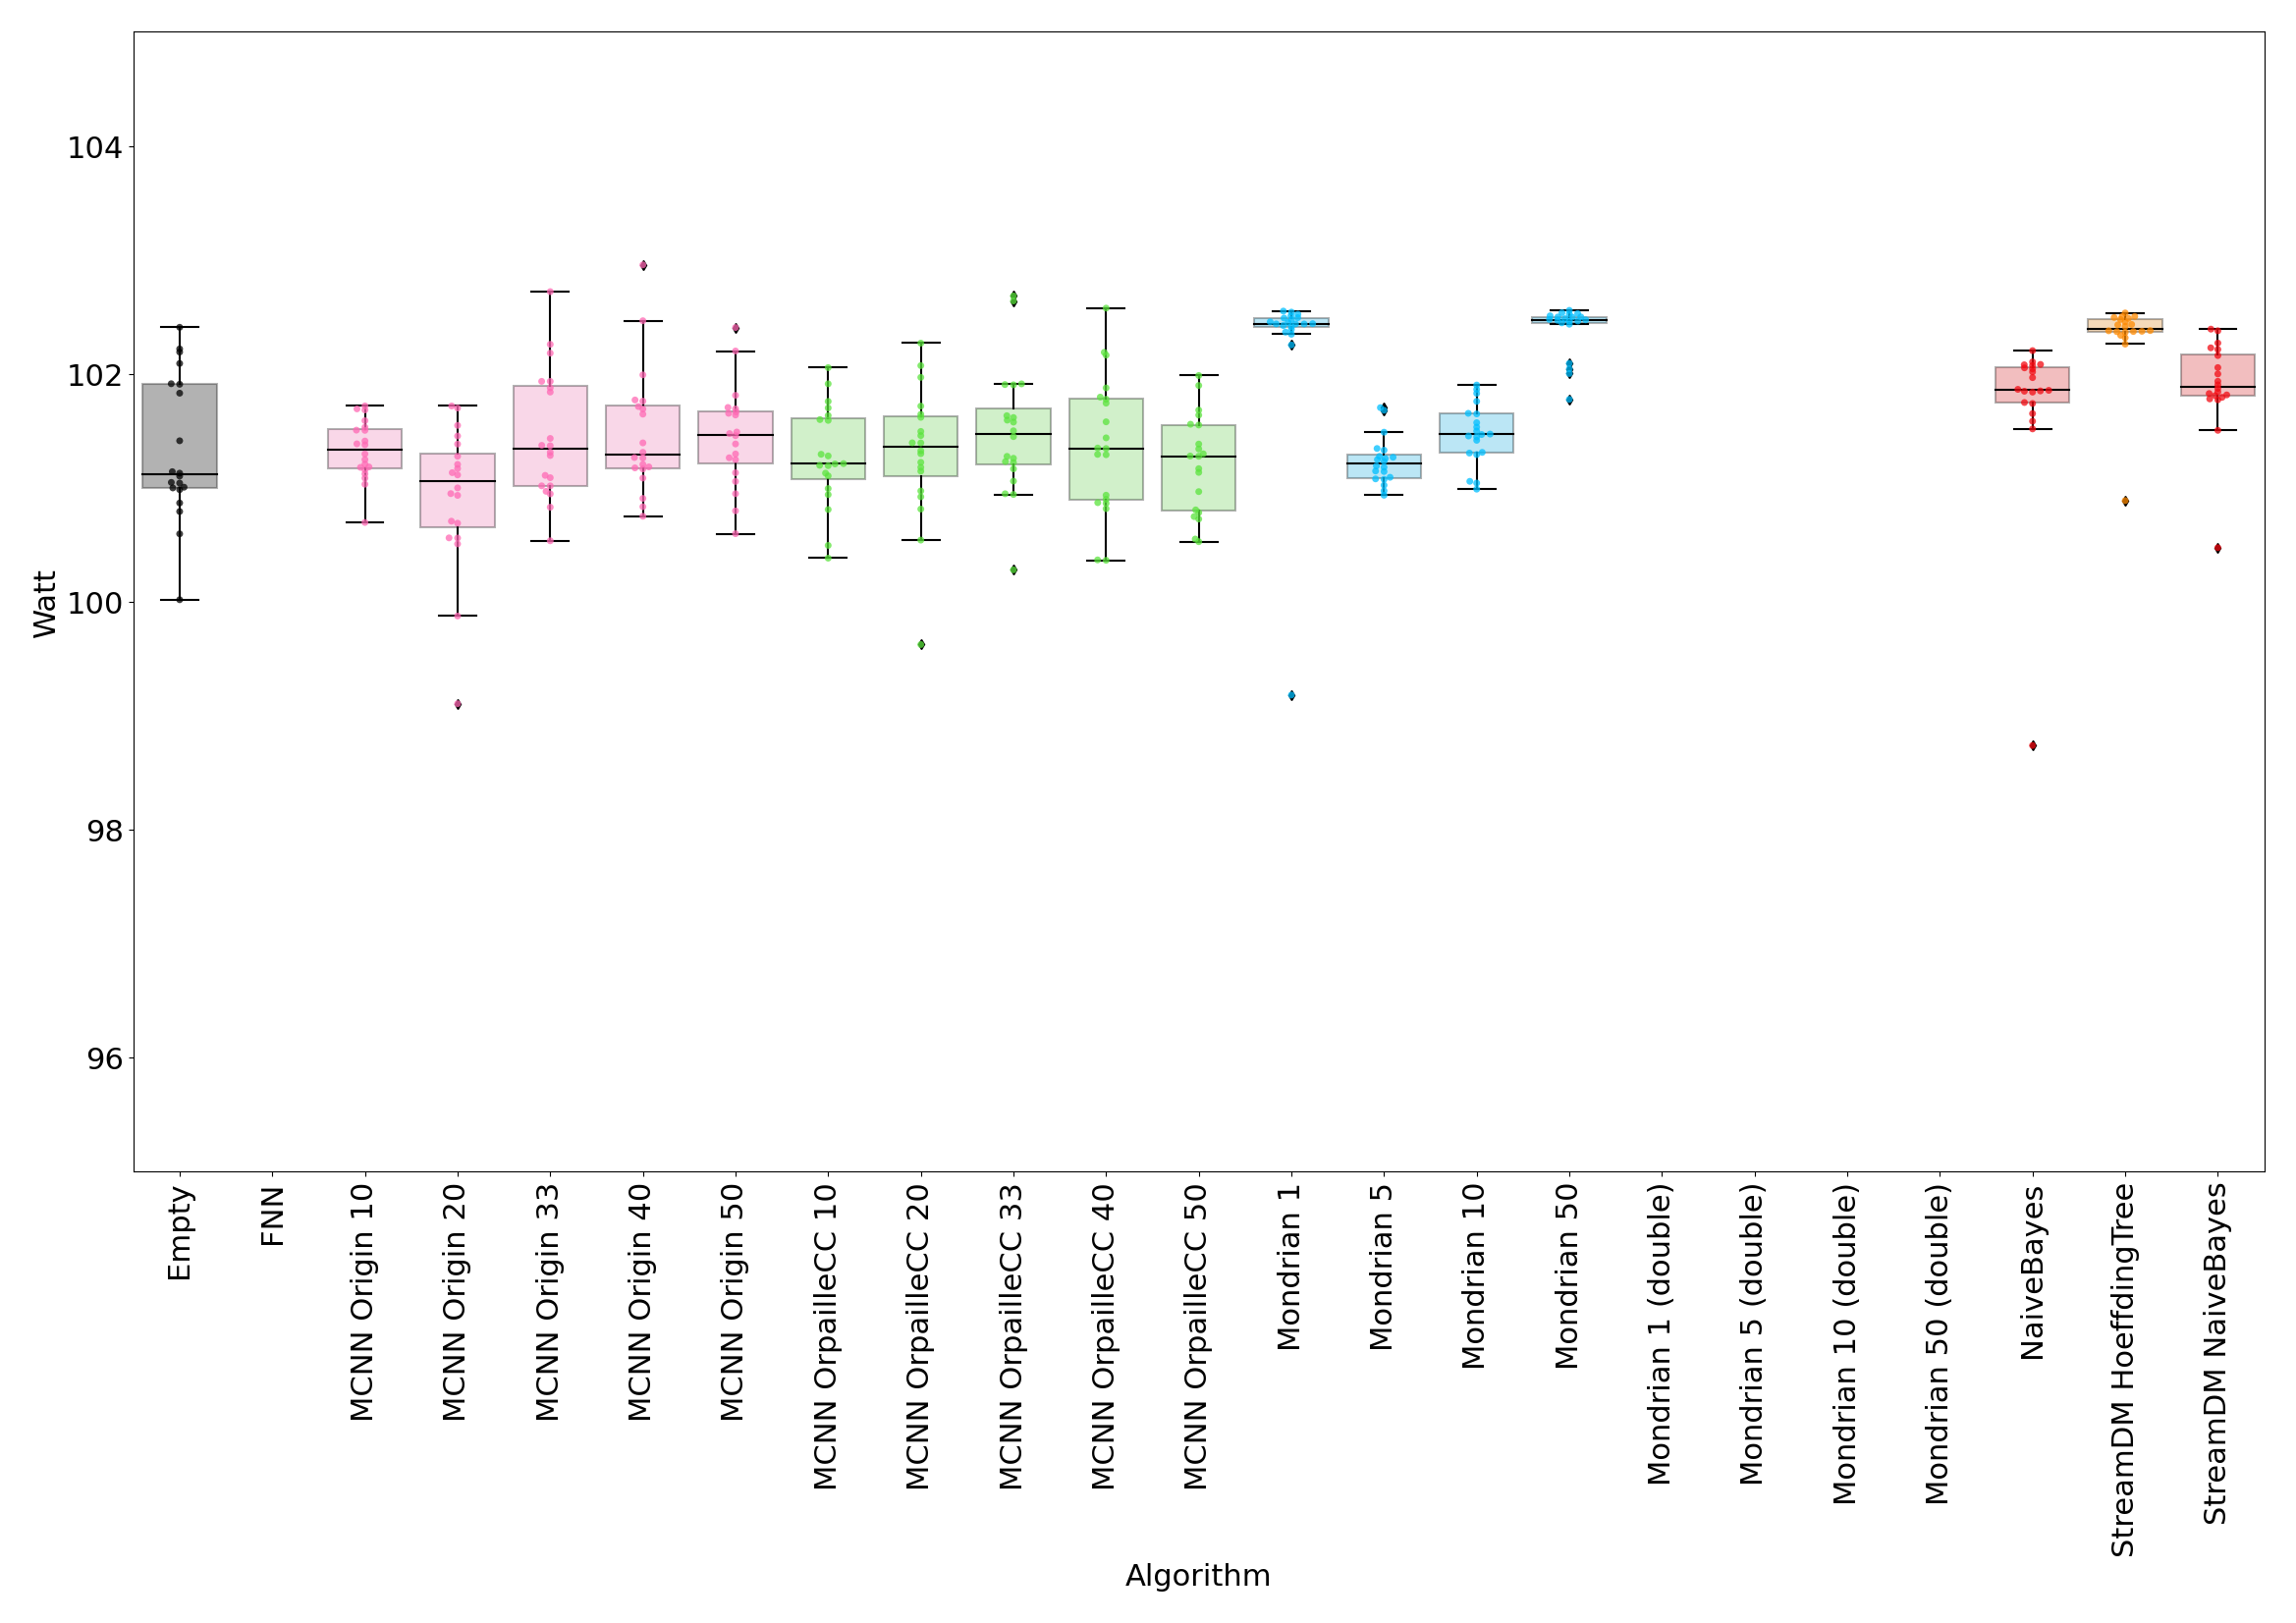 104
102
100
98
96
Watt
Empty
FNN
MCNN Origin 10
MCNN Origin 20
MCNN Origin 33
MCNN Origin 40
MCNN Origin 50
MCNN OrpailleCC 10
MCNN OrpailleCC 20
MCNN OrpailleCC 33
MCNN OrpailleCC 40
MCNN OrpailleCC 50
Mondrian 1
Mondrian 5
Mondrian 10
Mondrian 50
Mondrian 1 (double)
Mondrian 5 (double)
Mondrian 10 (double)
Mondrian 50 (double)
NaiveBayes
StreamDM HoeffdingTree
StreamDM NaiveBayes
Algorithm